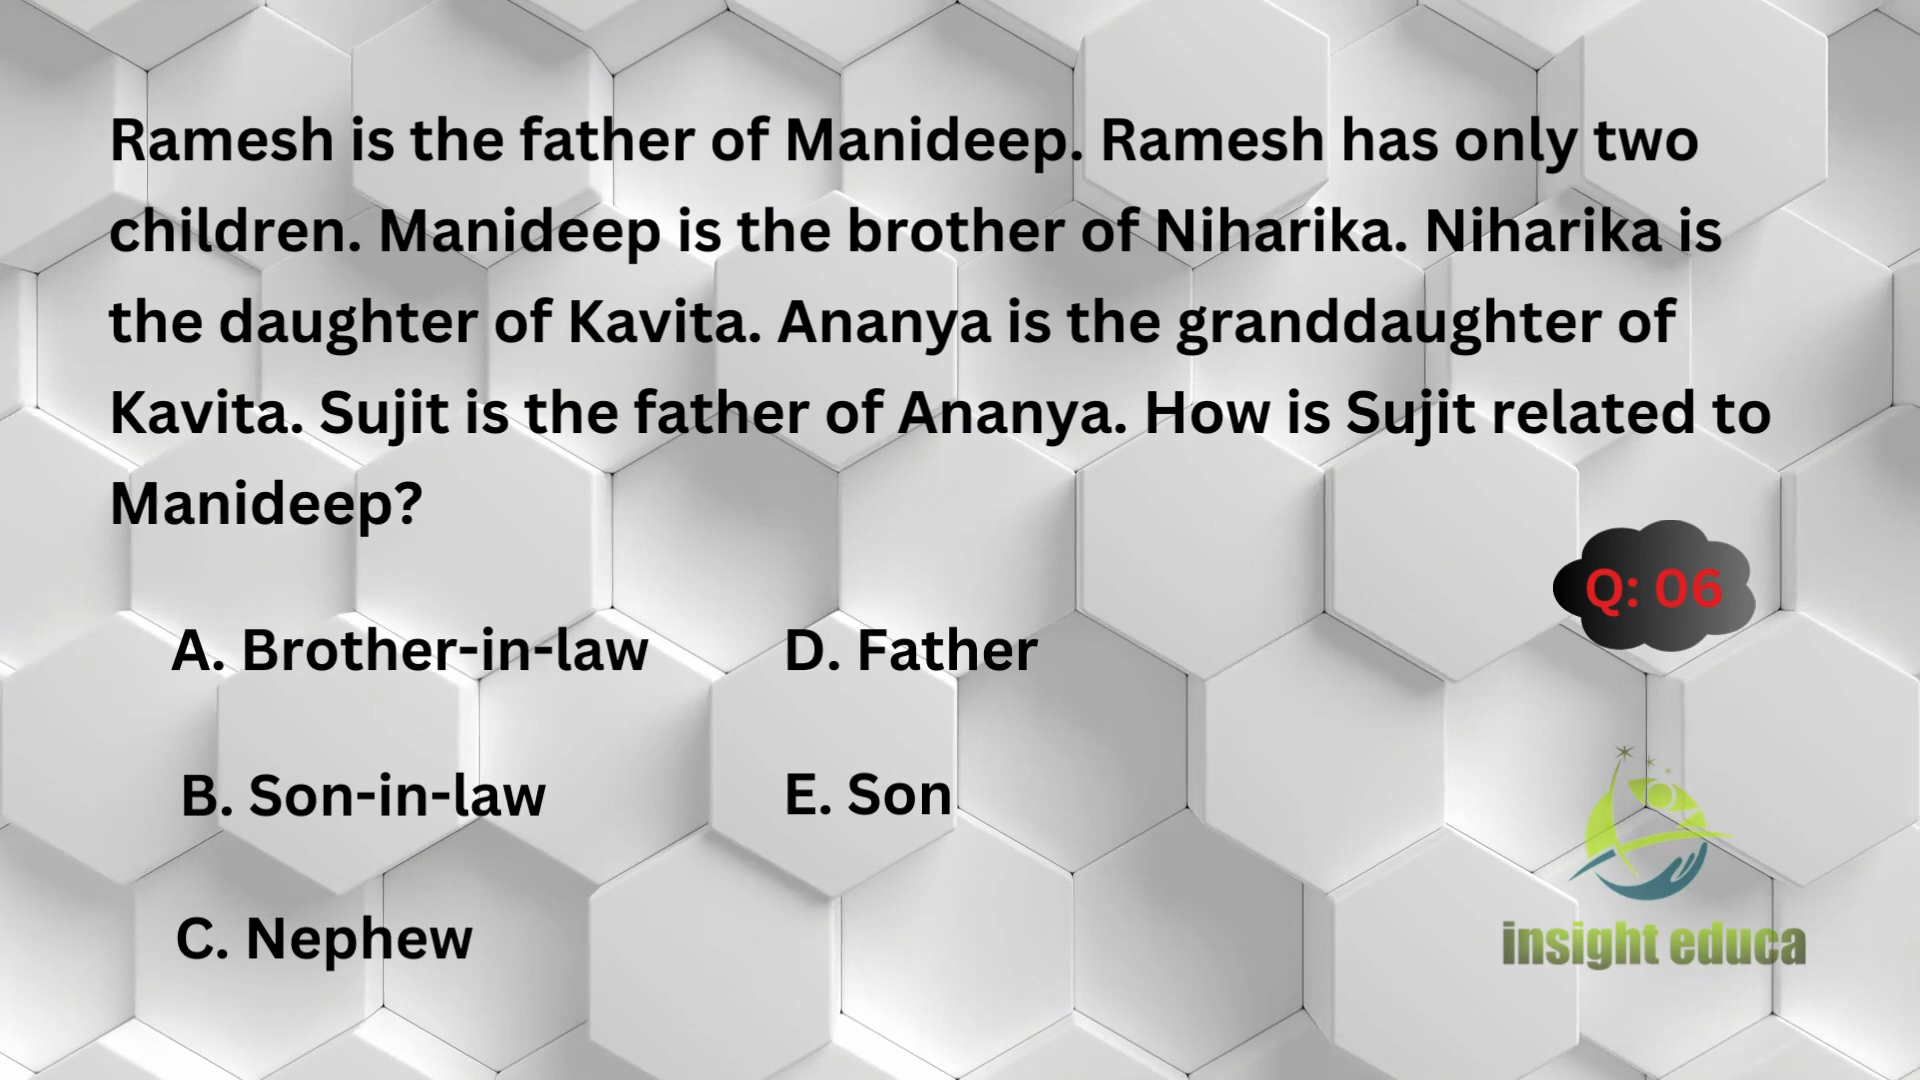 Ramesh is the father of Manideep. Ramesh has only two
children. Manideep is the brother of Niharika. Niharika is
the daughter of Kavita. Ananya is the granddaughter of
Kavita. Sujit is the father of Ananya. How is Sujit related to
Manideep?
Q: 06
A. Brother-in-law
D. Father
B. Son-in-law
E. Son
C. Nephew
insight educa